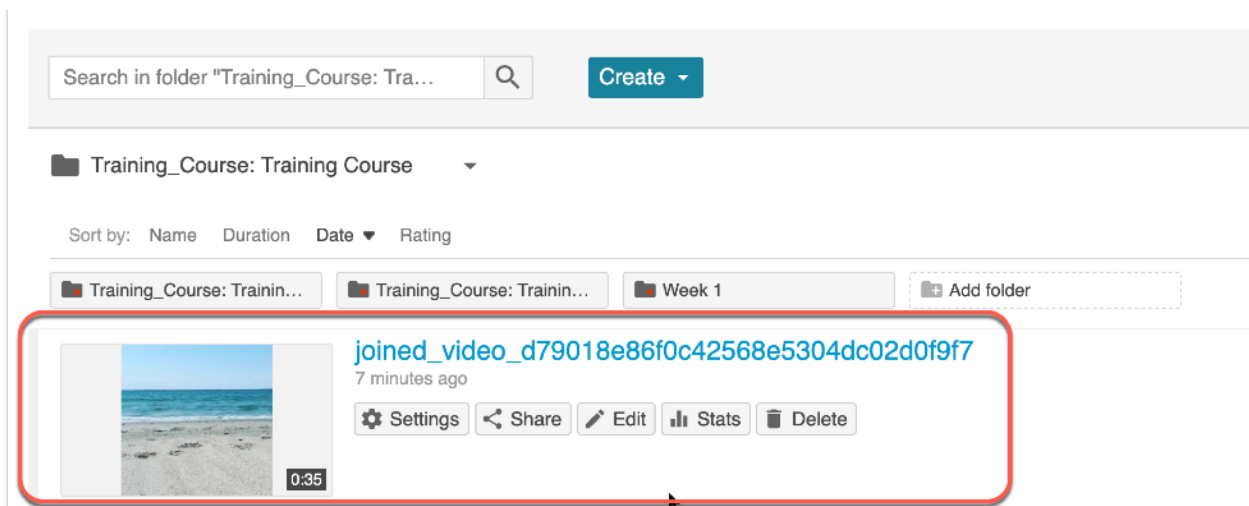 Search in folder "Training_Course: Tra...
Create
Training_Course: Training Course
Sort by: Name Duration Date Rating
Training_Course: Trainin... Training_Course: Trainin... Week 1 Add folder
joined_video_d79018e86f0c42568e5304dc02d0f9f7
7 minutes ago
Settings Share Edit Stats Delete
0:35